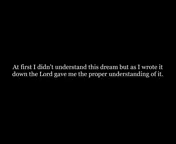 At first I didn't understand this dream but as I wrote it
down the Lord gave me the proper understanding of it.